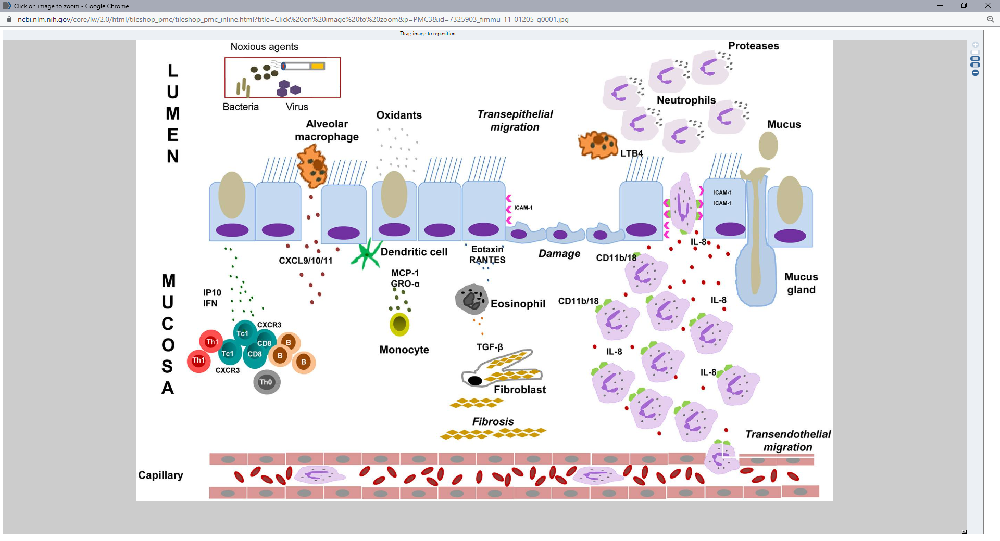 Click on image to zoom - Google Chrome
ncbi.nlm.nih.gov/core/lw/2.0/html/tileshop_pmc/tileshop_pmc_inline.html?title=Click%20on%20image%20to%20zoom&p=PMC3&id=7325903_fimmu-11-01205-g0001.jpg
Drag image to reposition.
LUMEN
Noxious agents
Bacteria
Virus
Alveolar
macrophage
Oxidants
Transepithelial
migration
Proteases
Neutrophils
LTB4
Mucus
ICAM-1
ICAM-1
ICAM-1
MUCOSA
IP10
IFN
CXCL9/10/11
Dendritic cell
MCP-1
GRO-α
Monocyte
Eotaxin
RANTES
Eosinophil
TGF-β
Fibroblast
Fibrosis
Damage
CD11b/18
CD11b/18
IL-8
IL-8
IL-8
IL-8
Mucus
gland
CXCR3
Tc1
Th1
CD8
B
Tc1
CD8
B
Th1
B
CXCR3
Th0
Transendothelial
migration
Capillary